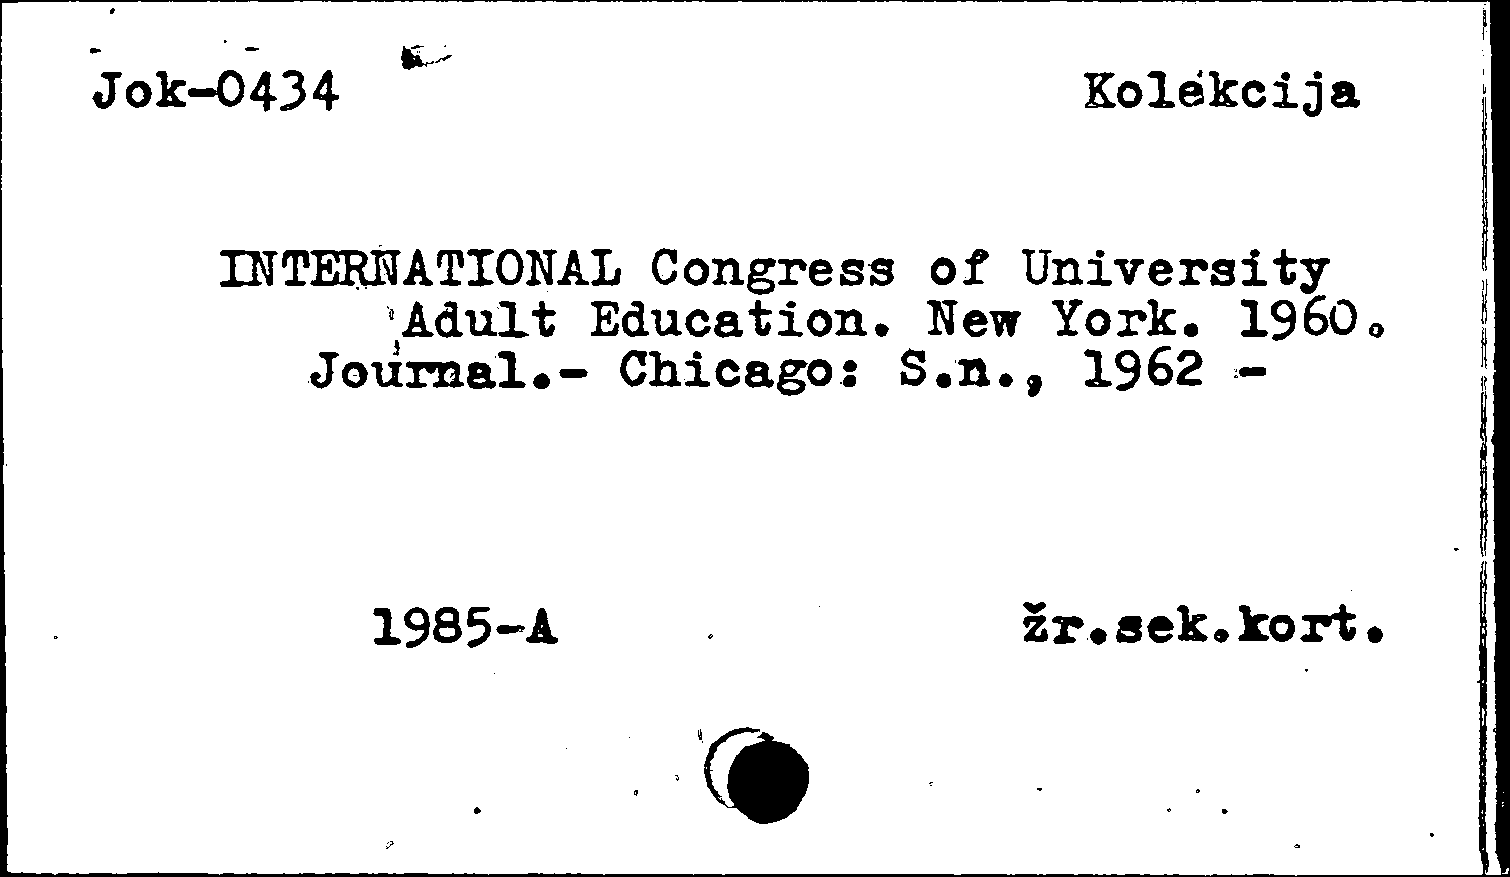 Jok-0434 Kolekcija
INTERNATIONAL Congress of University
Adult Education. New York. 1960.
Journal.- Chicago: S.n., 1962 -
1985-A žr.sek.kort.